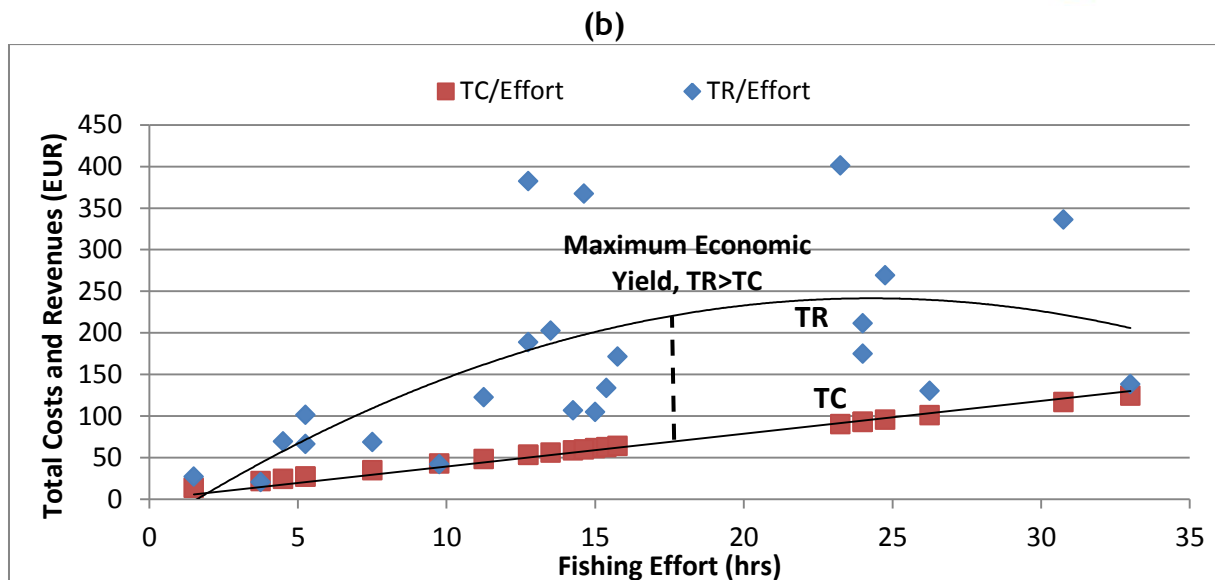 (b)
TC/Effort TR/Effort
Total Costs and Revenues (EUR)
450
400
350
300
250
200
150
100
50
0
Maximum Economic
Yield, TR>TC
TR
TC
0 5 10 15 20 25 30 35
Fishing Effort (hrs)